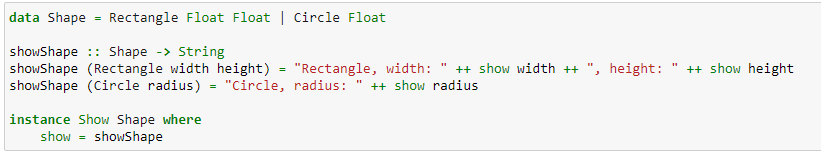 data Shape = Rectangle Float Float | Circle Float

showShape :: Shape -> String
showShape (Rectangle width height) = "Rectangle, width: " ++ show width ++ ", height: " ++ show height
showShape (Circle radius) = "Circle, radius: " ++ show radius

instance Show Shape where
    show = showShape